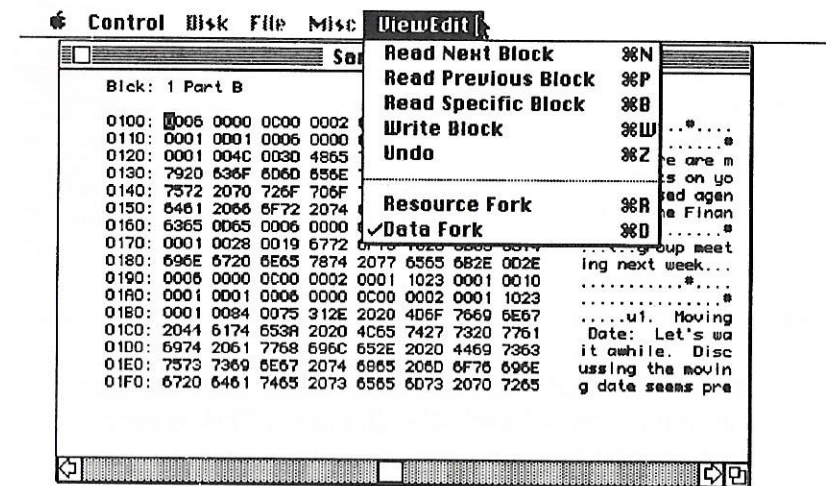 Control Disk File Misc ViewEdit
Read Next Block ⌘N
Read Previous Block ⌘P
Read Specific Block ⌘B
Write Block ⌘W
Undo ⌘Z
Resource Fork ⌘R
✓Data Fork ⌘D
Blck: 1 Part B
0100: 0006 0000 0C00 0002 ..#....
0110: 0001 0D01 0006 0000 ......#
0120: 0001 004C 0030 4865 are m
0130: 7920 636F 6D6D 656E s on yo
0140: 7572 2070 726F 706F agen
0150: 6461 2066 6F72 2074 e Finan
0160: 6365 0D65 0006 0000 .......#
0170: 0001 0028 0019 6772 ...(..group meet
0180: 696E 6720 6E65 7874 2077 6565 6B2E 0D2E ing next week...
0190: 0006 0000 0C00 0002 0001 1023 0001 0010 ...........#....
01A0: 0001 0D01 0006 0000 0C00 0002 0001 1023 ...............#
01B0: 0001 0084 0075 312E 2020 4D6F 7669 6E67 .....u1. Moving
01C0: 2044 6174 653A 2020 4C65 7427 7320 7761 Date: Let's wa
01D0: 6974 2061 7768 696C 652E 2020 4469 7363 it awhile. Disc
01E0: 7573 7369 6E67 2074 6865 206D 6F76 696E ussing the movin
01F0: 6720 6461 7465 2073 6565 6D73 2070 7265 g date seems pre